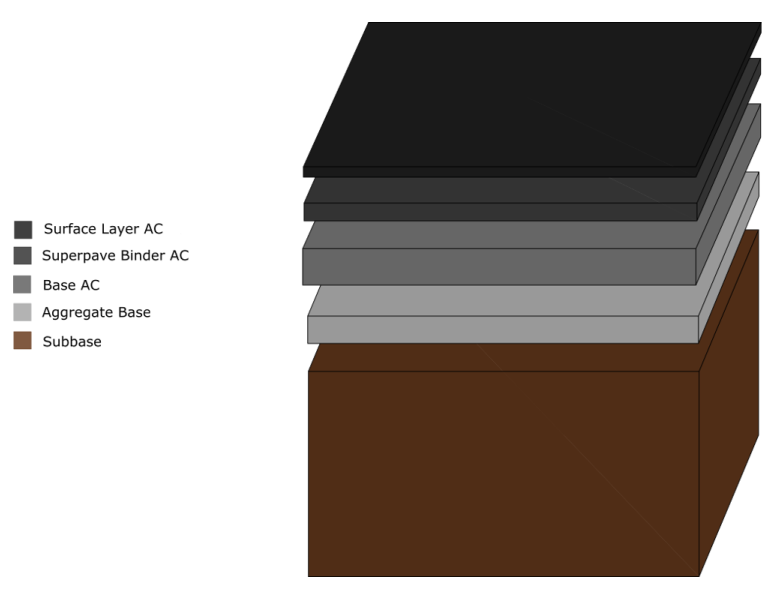 Surface Layer AC
Superpave Binder AC
Base AC
Aggregate Base
Subbase